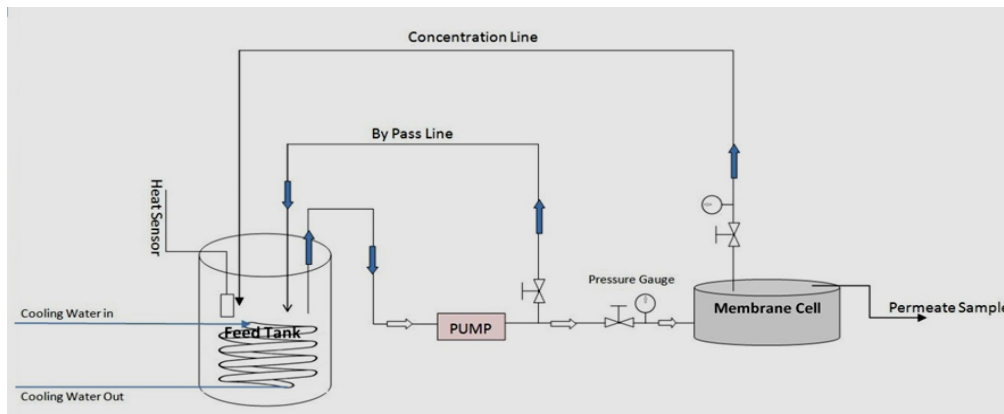 Concentration Line
By Pass Line
Heat Sensor
Pressure Gauge
Cooling Water in
Feed Tank
PUMP
Membrane Cell
Permeate Sample
Cooling Water Out